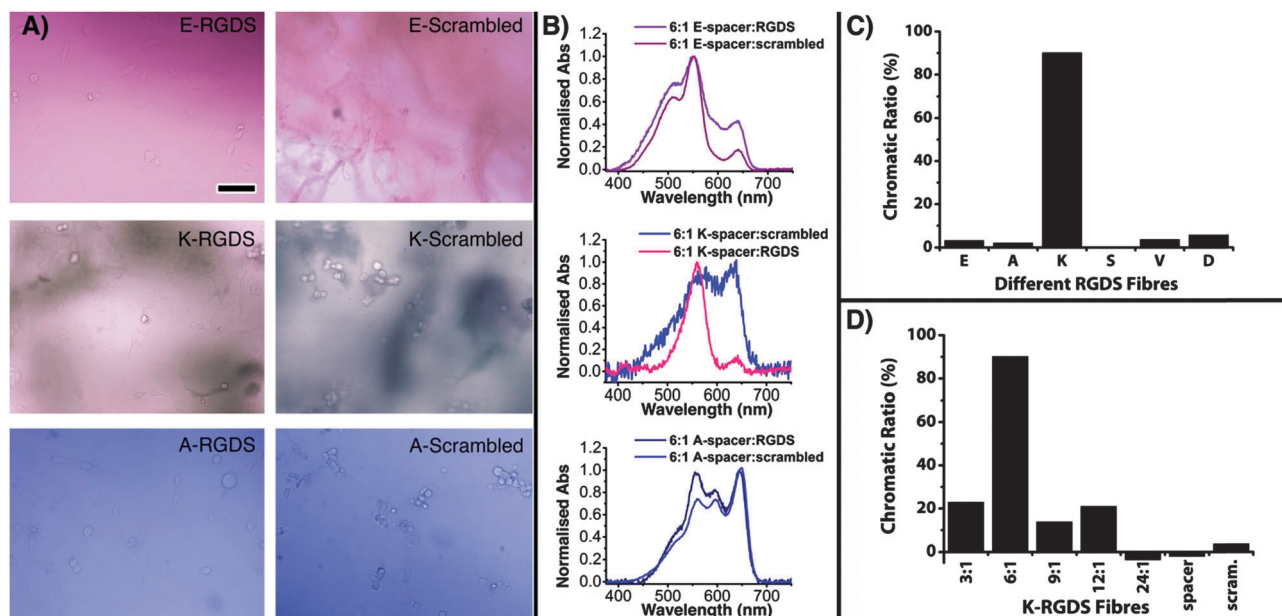 A)
E-RGDS
E-Scrambled
K-RGDS
K-Scrambled
A-RGDS
A-Scrambled
B)
6:1 E-spacer:RGDS
6:1 E-spacer:scrambled
Normalised Abs
1.0
0.8
0.6
0.4
0.2
0.0
400 500 600 700
Wavelength (nm)
6:1 K-spacer:scrambled
6:1 K-spacer:RGDS
Normalised Abs
1.0
0.8
0.6
0.4
0.2
0.0
400 500 600 700
Wavelength (nm)
6:1 A-spacer:RGDS
6:1 A-spacer:scrambled
Normalised Abs
1.0
0.8
0.6
0.4
0.2
0.0
400 500 600 700
Wavelength (nm)
C)
Chromatic Ratio (%)
100
80
60
40
20
0
E A K S V D
Different RGDS Fibres
D)
Chromatic Ratio (%)
100
80
60
40
20
0
3:1 6:1 9:1 12:1 24:1 spacer scram.
K-RGDS Fibres